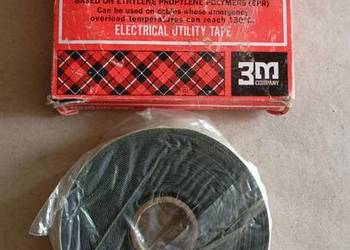 BASED ON ETHYLENE PROPYLENE POLYMERS (EPR)
Can be used on cables whose emergency
overload temperatures can reach 130°C.
ELECTRICAL UTILITY TAPE
3M
COMPANY